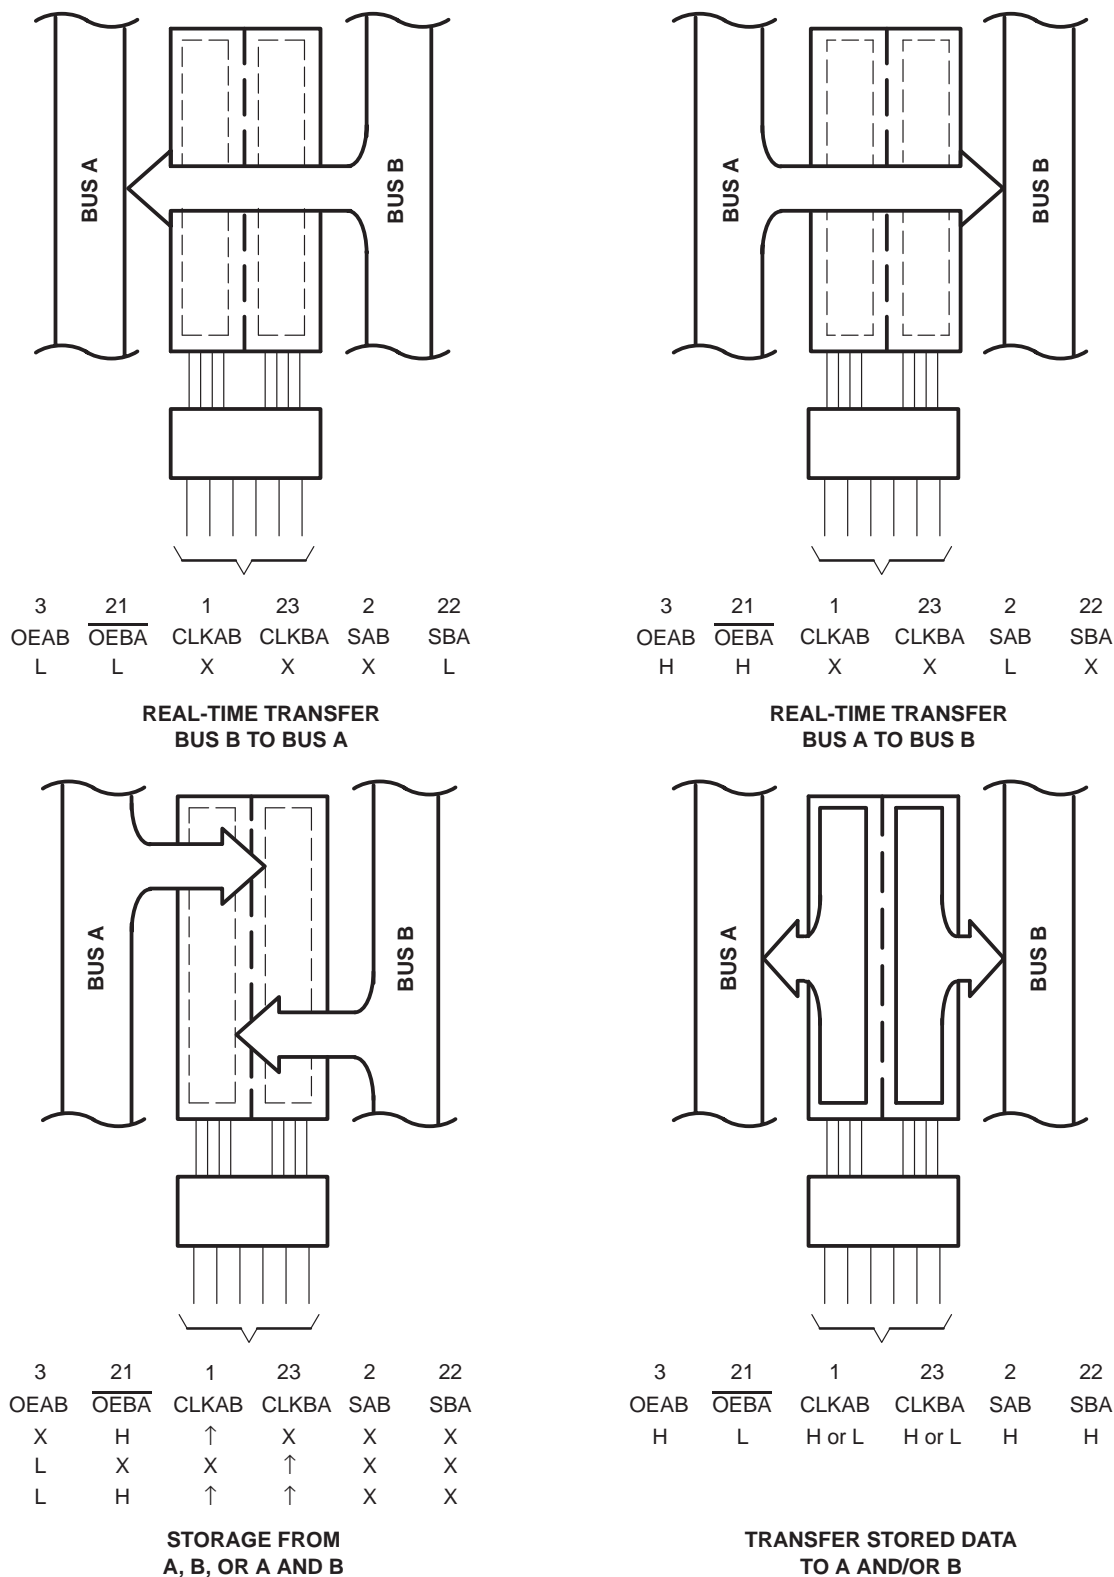 BUS A
BUS B
3 21 1 23 2 22
OEAB OEBA CLKAB CLKBA SAB SBA
L L X X X L
REAL-TIME TRANSFER
BUS B TO BUS A
BUS A
BUS B
3 21 1 23 2 22
OEAB OEBA CLKAB CLKBA SAB SBA
H H X X L X
REAL-TIME TRANSFER
BUS A TO BUS B
BUS A
BUS B
3 21 1 23 2 22
OEAB OEBA CLKAB CLKBA SAB SBA
X H ↑ X X X
L X X ↑ X X
L H ↑ ↑ X X
STORAGE FROM
A, B, OR A AND B
BUS A
BUS B
3 21 1 23 2 22
OEAB OEBA CLKAB CLKBA SAB SBA
H L H or L H or L H H
TRANSFER STORED DATA
TO A AND/OR B